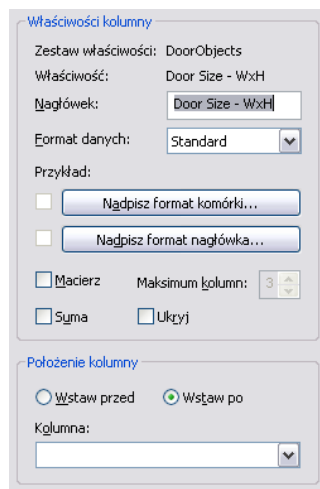 Właściwości kolumny
Zestaw właściwości: DoorObjects
Właściwość: Door Size - WxH
Nagłówek: Door Size - WxH
Format danych: Standard
Przykład:
Nadpisz format komórki...
Nadpisz format nagłówka...
Macierz Maksimum kolumn: 3
Suma Ukryj
Położenie kolumny
Wstaw przed Wstaw po
Kolumna: